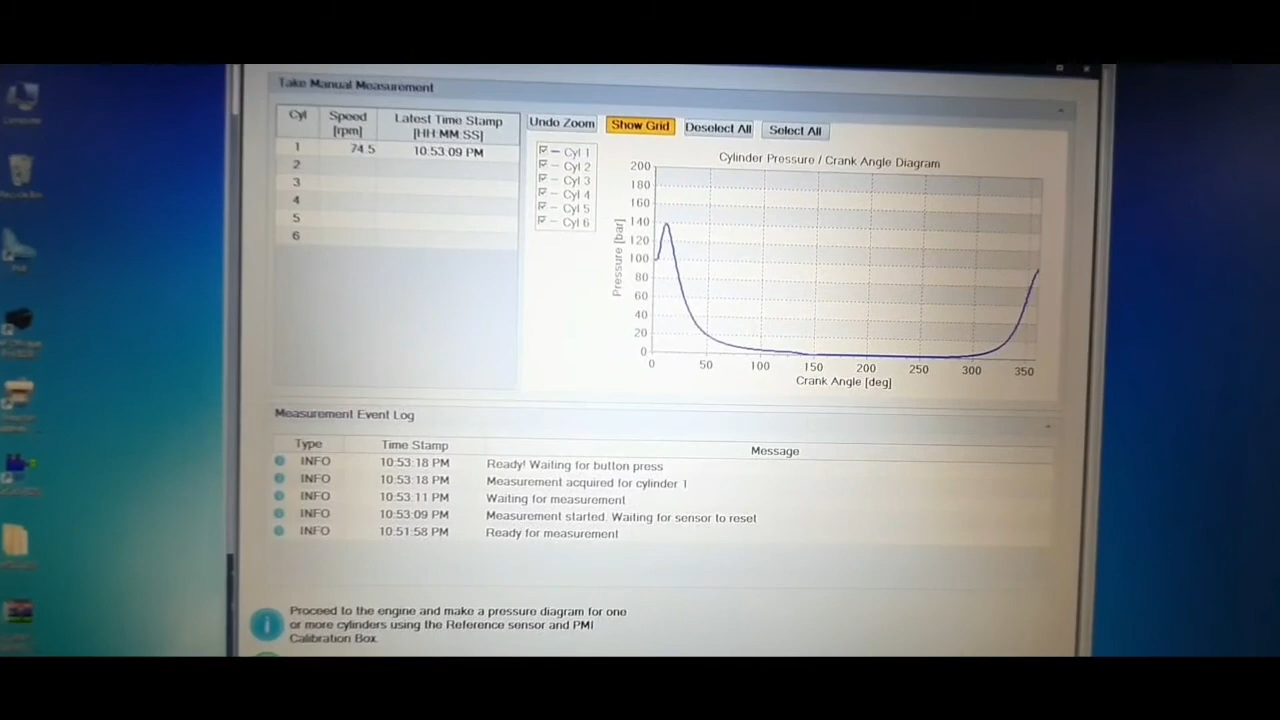 Take Manual Measurement
Cyl Speed [rpm] Latest Time Stamp [HH:MM:SS]
1 74.5 10:53:09 PM
2
3
4
5
6
Undo Zoom Show Grid Deselect All Select All
Cyl 1
Cyl 2
Cyl 3
Cyl 4
Cyl 5
Cyl 6
Cylinder Pressure / Crank Angle Diagram
Pressure [bar]
200
180
160
140
120
100
80
60
40
20
0
0 50 100 150 200 250 300 350
Crank Angle [deg]
Measurement Event Log
Type Time Stamp Message
INFO 10:53:18 PM Ready! Waiting for button press
INFO 10:53:18 PM Measurement acquired for cylinder 1
INFO 10:53:11 PM Waiting for measurement
INFO 10:53:09 PM Measurement started. Waiting for sensor to reset
INFO 10:51:58 PM Ready for measurement
Proceed to the engine and make a pressure diagram for one
or more cylinders using the Reference sensor and PMI
Calibration Box.
Computer
Recycle Bin
PMI